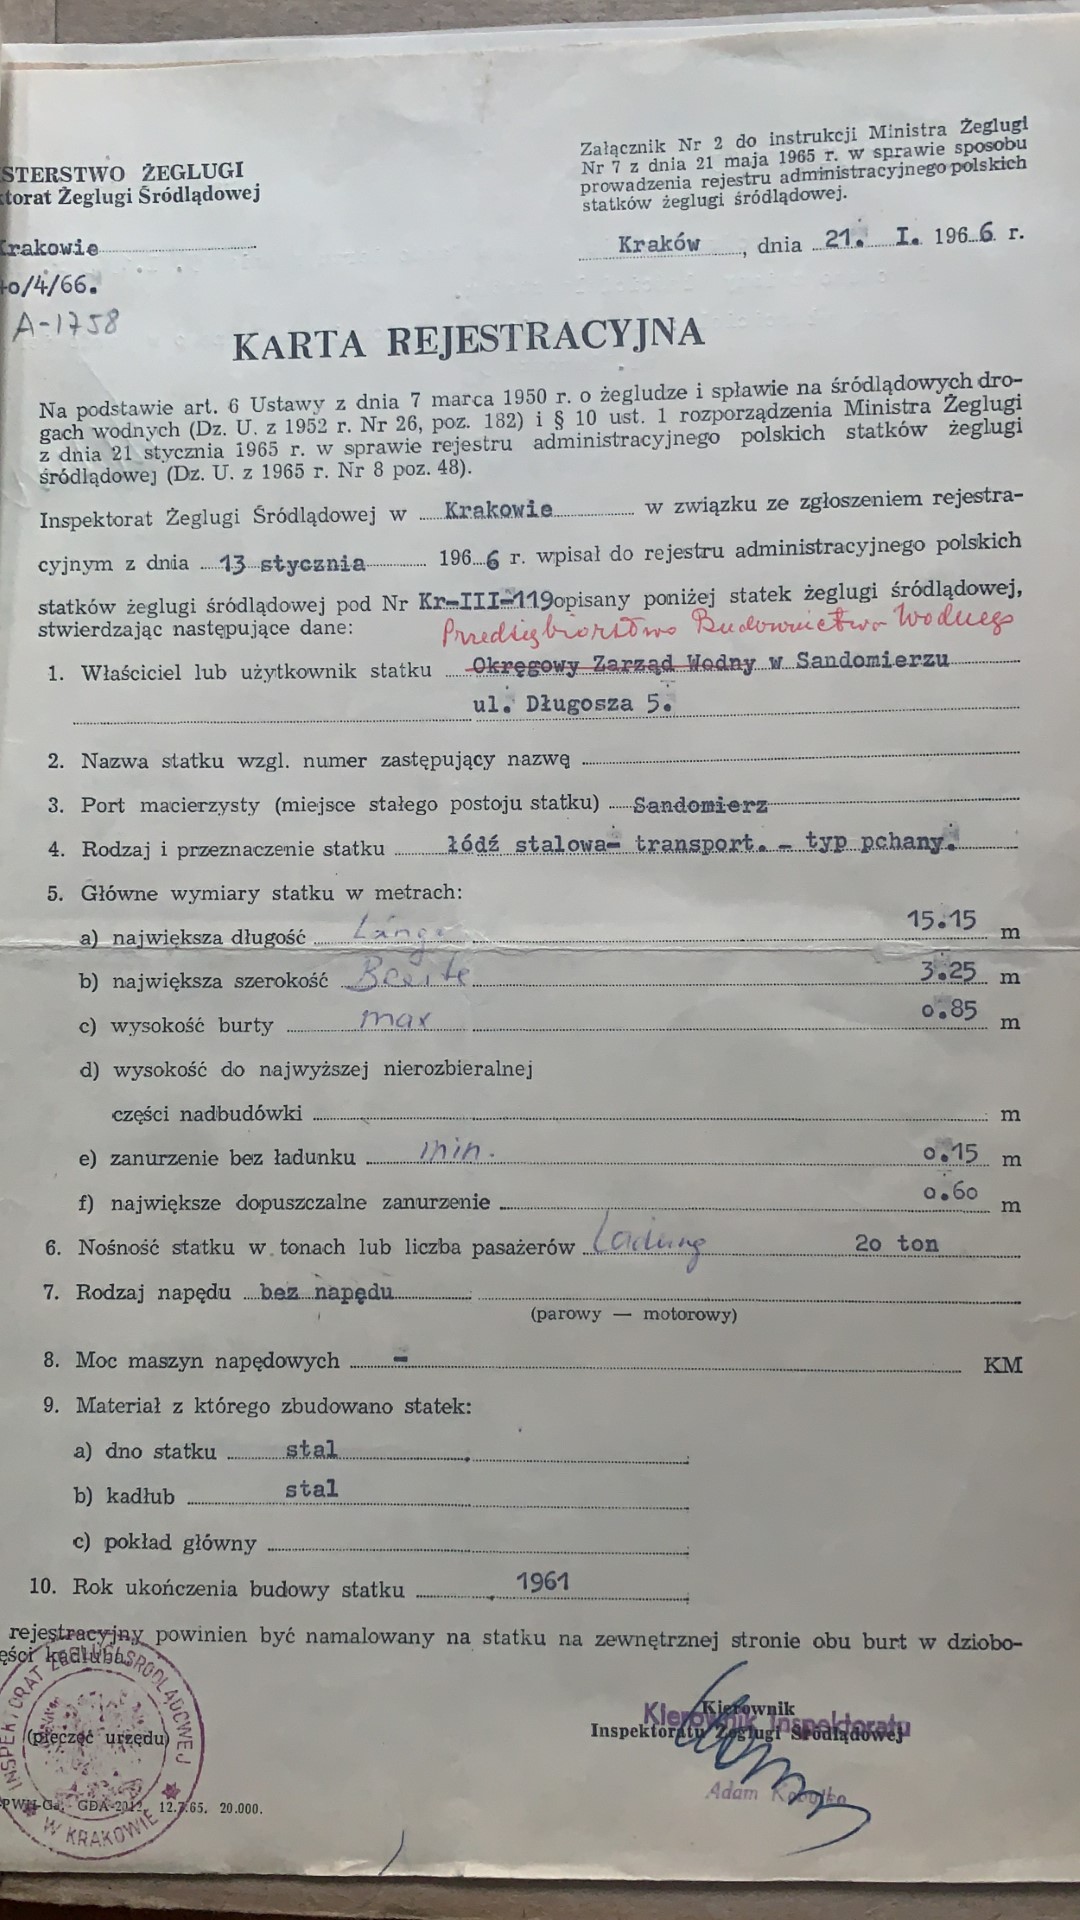 STERSTWO ŻEGLUGI
torat Żeglugi Śródlądowej
Krakowie
to/4/66.
A-1758
Załącznik Nr 2 do instrukcji Ministra Żeglugi
Nr 7 z dnia 21 maja 1965 r. w sprawie sposobu
prowadzenia rejestru administracyjnego polskich
statków żeglugi śródlądowej.
Kraków, dnia 21. I. 1966 r.
KARTA REJESTRACYJNA
Na podstawie art. 6 Ustawy z dnia 7 marca 1950 r. o żegludze i spławie na śródlądowych dro-
gach wodnych (Dz. U. z 1952 r. Nr 26, poz. 182) i § 10 ust. 1 rozporządzenia Ministra Żeglugi
z dnia 21 stycznia 1965 r. w sprawie rejestru administracyjnego polskich statków żeglugi
śródlądowej (Dz. U. z 1965 r. Nr 8 poz. 48).
Inspektorat Żeglugi Śródlądowej w Krakowie w związku ze zgłoszeniem rejestra-
cyjnym z dnia 13 stycznia 1966 r. wpisał do rejestru administracyjnego polskich
statków żeglugi śródlądowej pod Nr Kr-III-119 opisany poniżej statek żeglugi śródlądowej,
stwierdzając następujące dane:
Przedsiębiorstwo Budownictwa Wodnego
1. Właściciel lub użytkownik statku Okręgowy Zarząd Wodny w Sandomierzu
ul. Długosza 5.
2. Nazwa statku wzgl. numer zastępujący nazwę
3. Port macierzysty (miejsce stałego postoju statku) Sandomierz
4. Rodzaj i przeznaczenie statku łódź stalowa- transport. - typ pchany.
5. Główne wymiary statku w metrach:
a) największa długość Länge 15.15 m
b) największa szerokość Breite 3.25 m
c) wysokość burty max 0.85 m
d) wysokość do najwyższej nierozbieralnej
części nadbudówki m
e) zanurzenie bez ładunku min. 0.15 m
f) największe dopuszczalne zanurzenie 0.60 m
6. Nośność statku w tonach lub liczba pasażerów Ladung 20 ton
7. Rodzaj napędu bez napędu
(parowy — motorowy)
8. Moc maszyn napędowych - KM
9. Materiał z którego zbudowano statek:
a) dno statku stal
b) kadłub stal
c) pokład główny
10. Rok ukończenia budowy statku 1961
rejestracyjny powinien być namalowany na statku na zewnętrznej stronie obu burt w dziobo-
ęści kadłuba.
INSPEKTORAT ŻEGLUGI ŚRÓDLĄDOWEJ
W KRAKOWIE
(pieczęć urzędu)
Kierownik
Inspektoratu Żeglugi Śródlądowej
Kierownik Inspektoratu
Adam
GDA-2012. 12.7.65. 20.000.